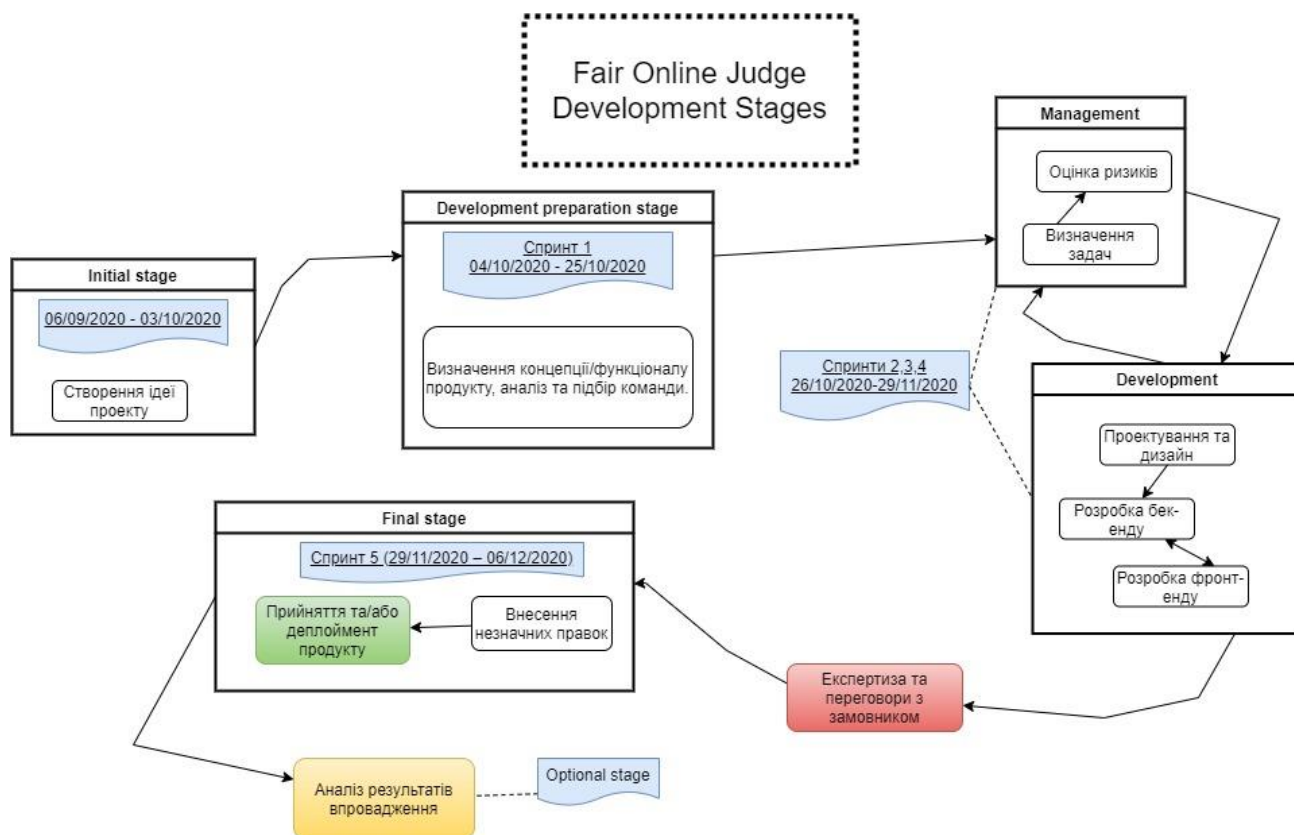 Fair Online Judge
Development Stages
Initial stage
06/09/2020 - 03/10/2020
Створення ідеї
проекту
Development preparation stage
Спринт 1
04/10/2020 - 25/10/2020
Визначення концепції/функціоналу
продукту, аналіз та підбір команди.
Management
Оцінка ризиків
Визначення
задач
Спринти 2,3,4
26/10/2020-29/11/2020
Development
Проектування та
дизайн
Розробка бек-
енду
Розробка фронт-
енду
Експертиза та
переговори з
замовником
Final stage
Спринт 5 (29/11/2020 – 06/12/2020)
Прийняття та/або
деплоймент
продукту
Внесення
незначних правок
Аналіз результатів
впровадження
Optional stage